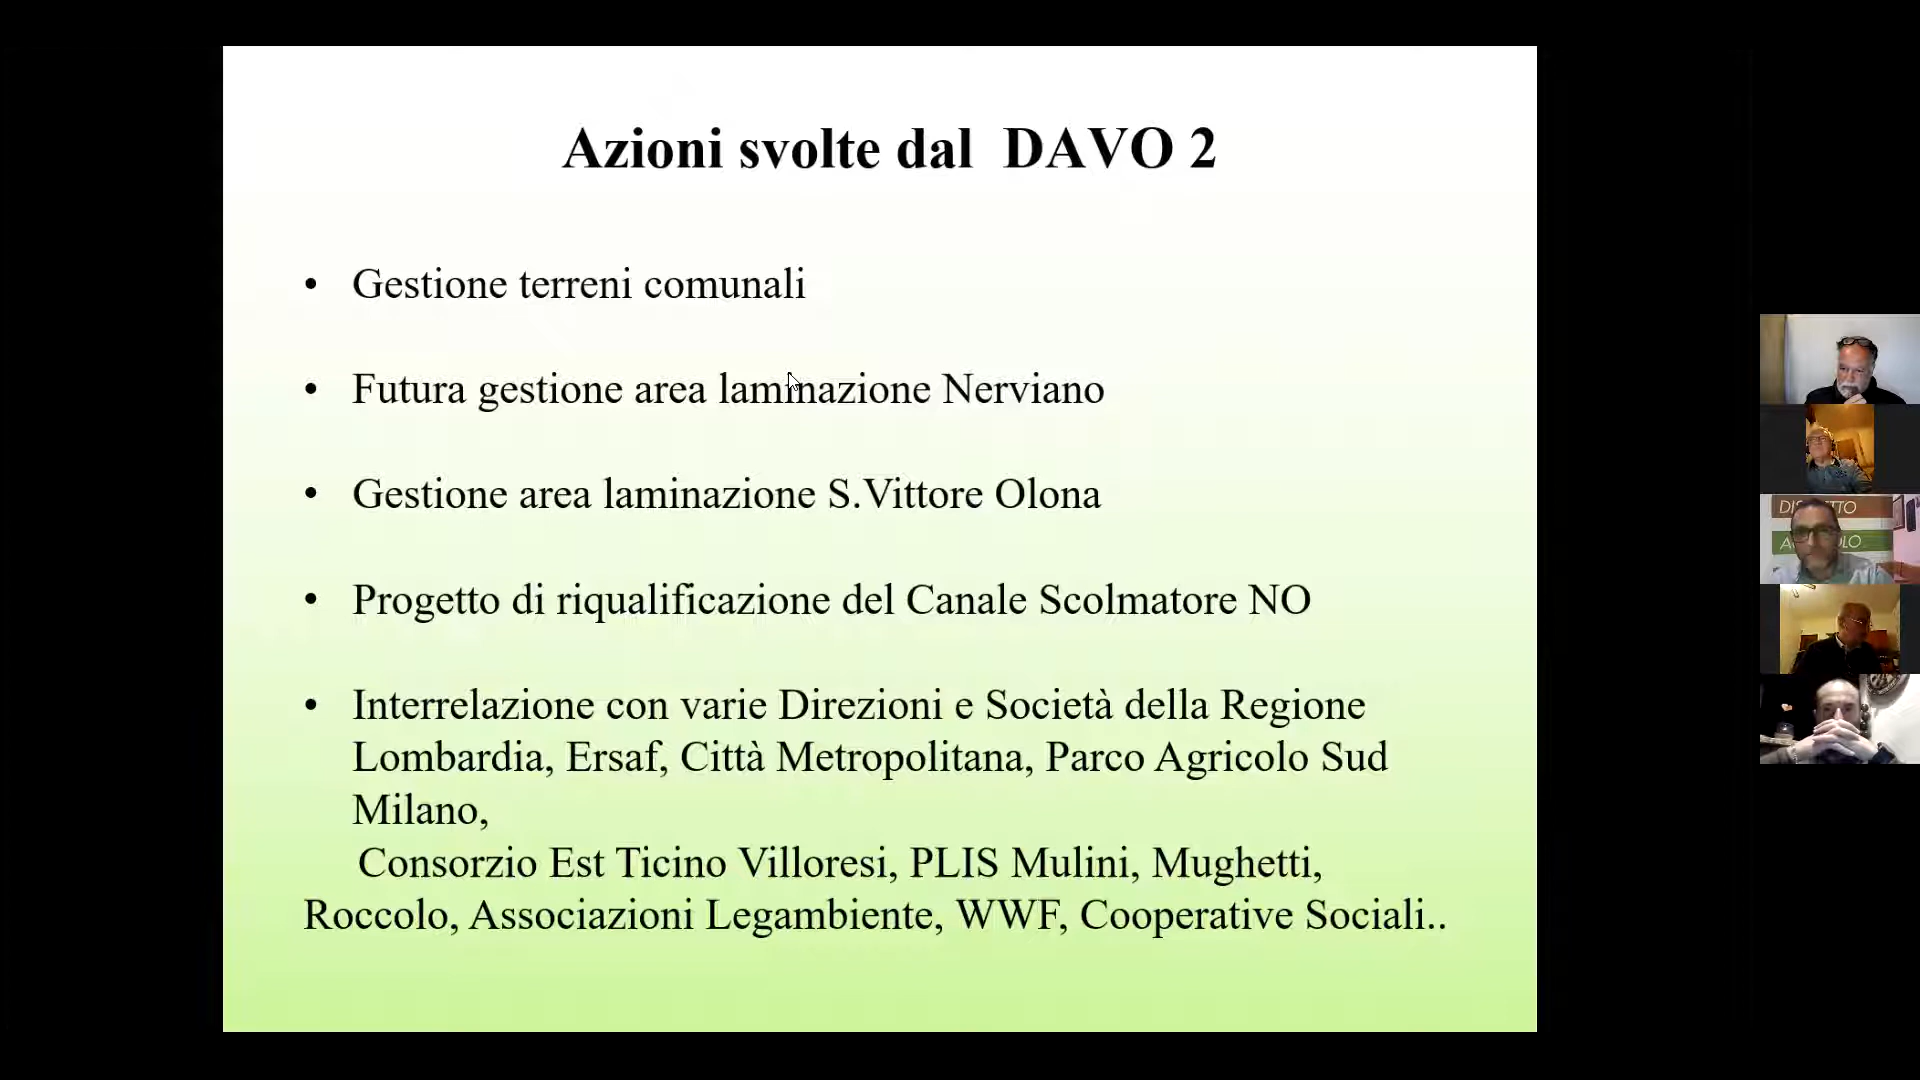 Azioni svolte dal  DAVO 2
• Gestione terreni comunali
• Futura gestione area laminazione Nerviano
• Gestione area laminazione S.Vittore Olona
• Progetto di riqualificazione del Canale Scolmatore NO
• Interrelazione con varie Direzioni e Società della Regione
Lombardia, Ersaf, Città Metropolitana, Parco Agricolo Sud
Milano,
Consorzio Est Ticino Villoresi, PLIS Mulini, Mughetti,
Roccolo, Associazioni Legambiente, WWF, Cooperative Sociali..